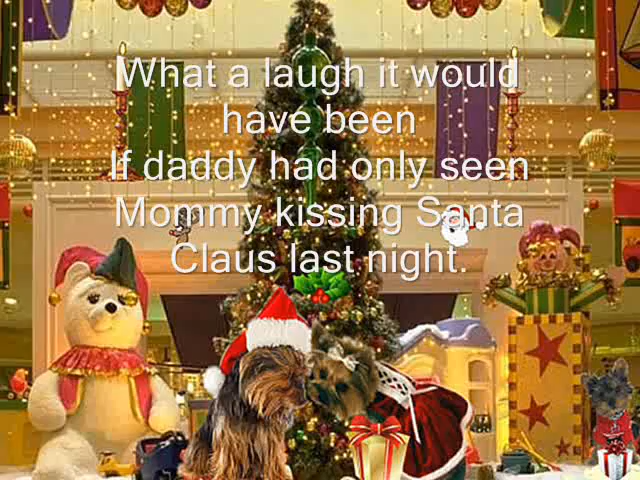 What a laugh it would
have been
If daddy had only seen
Mommy kissing Santa
Claus last night.